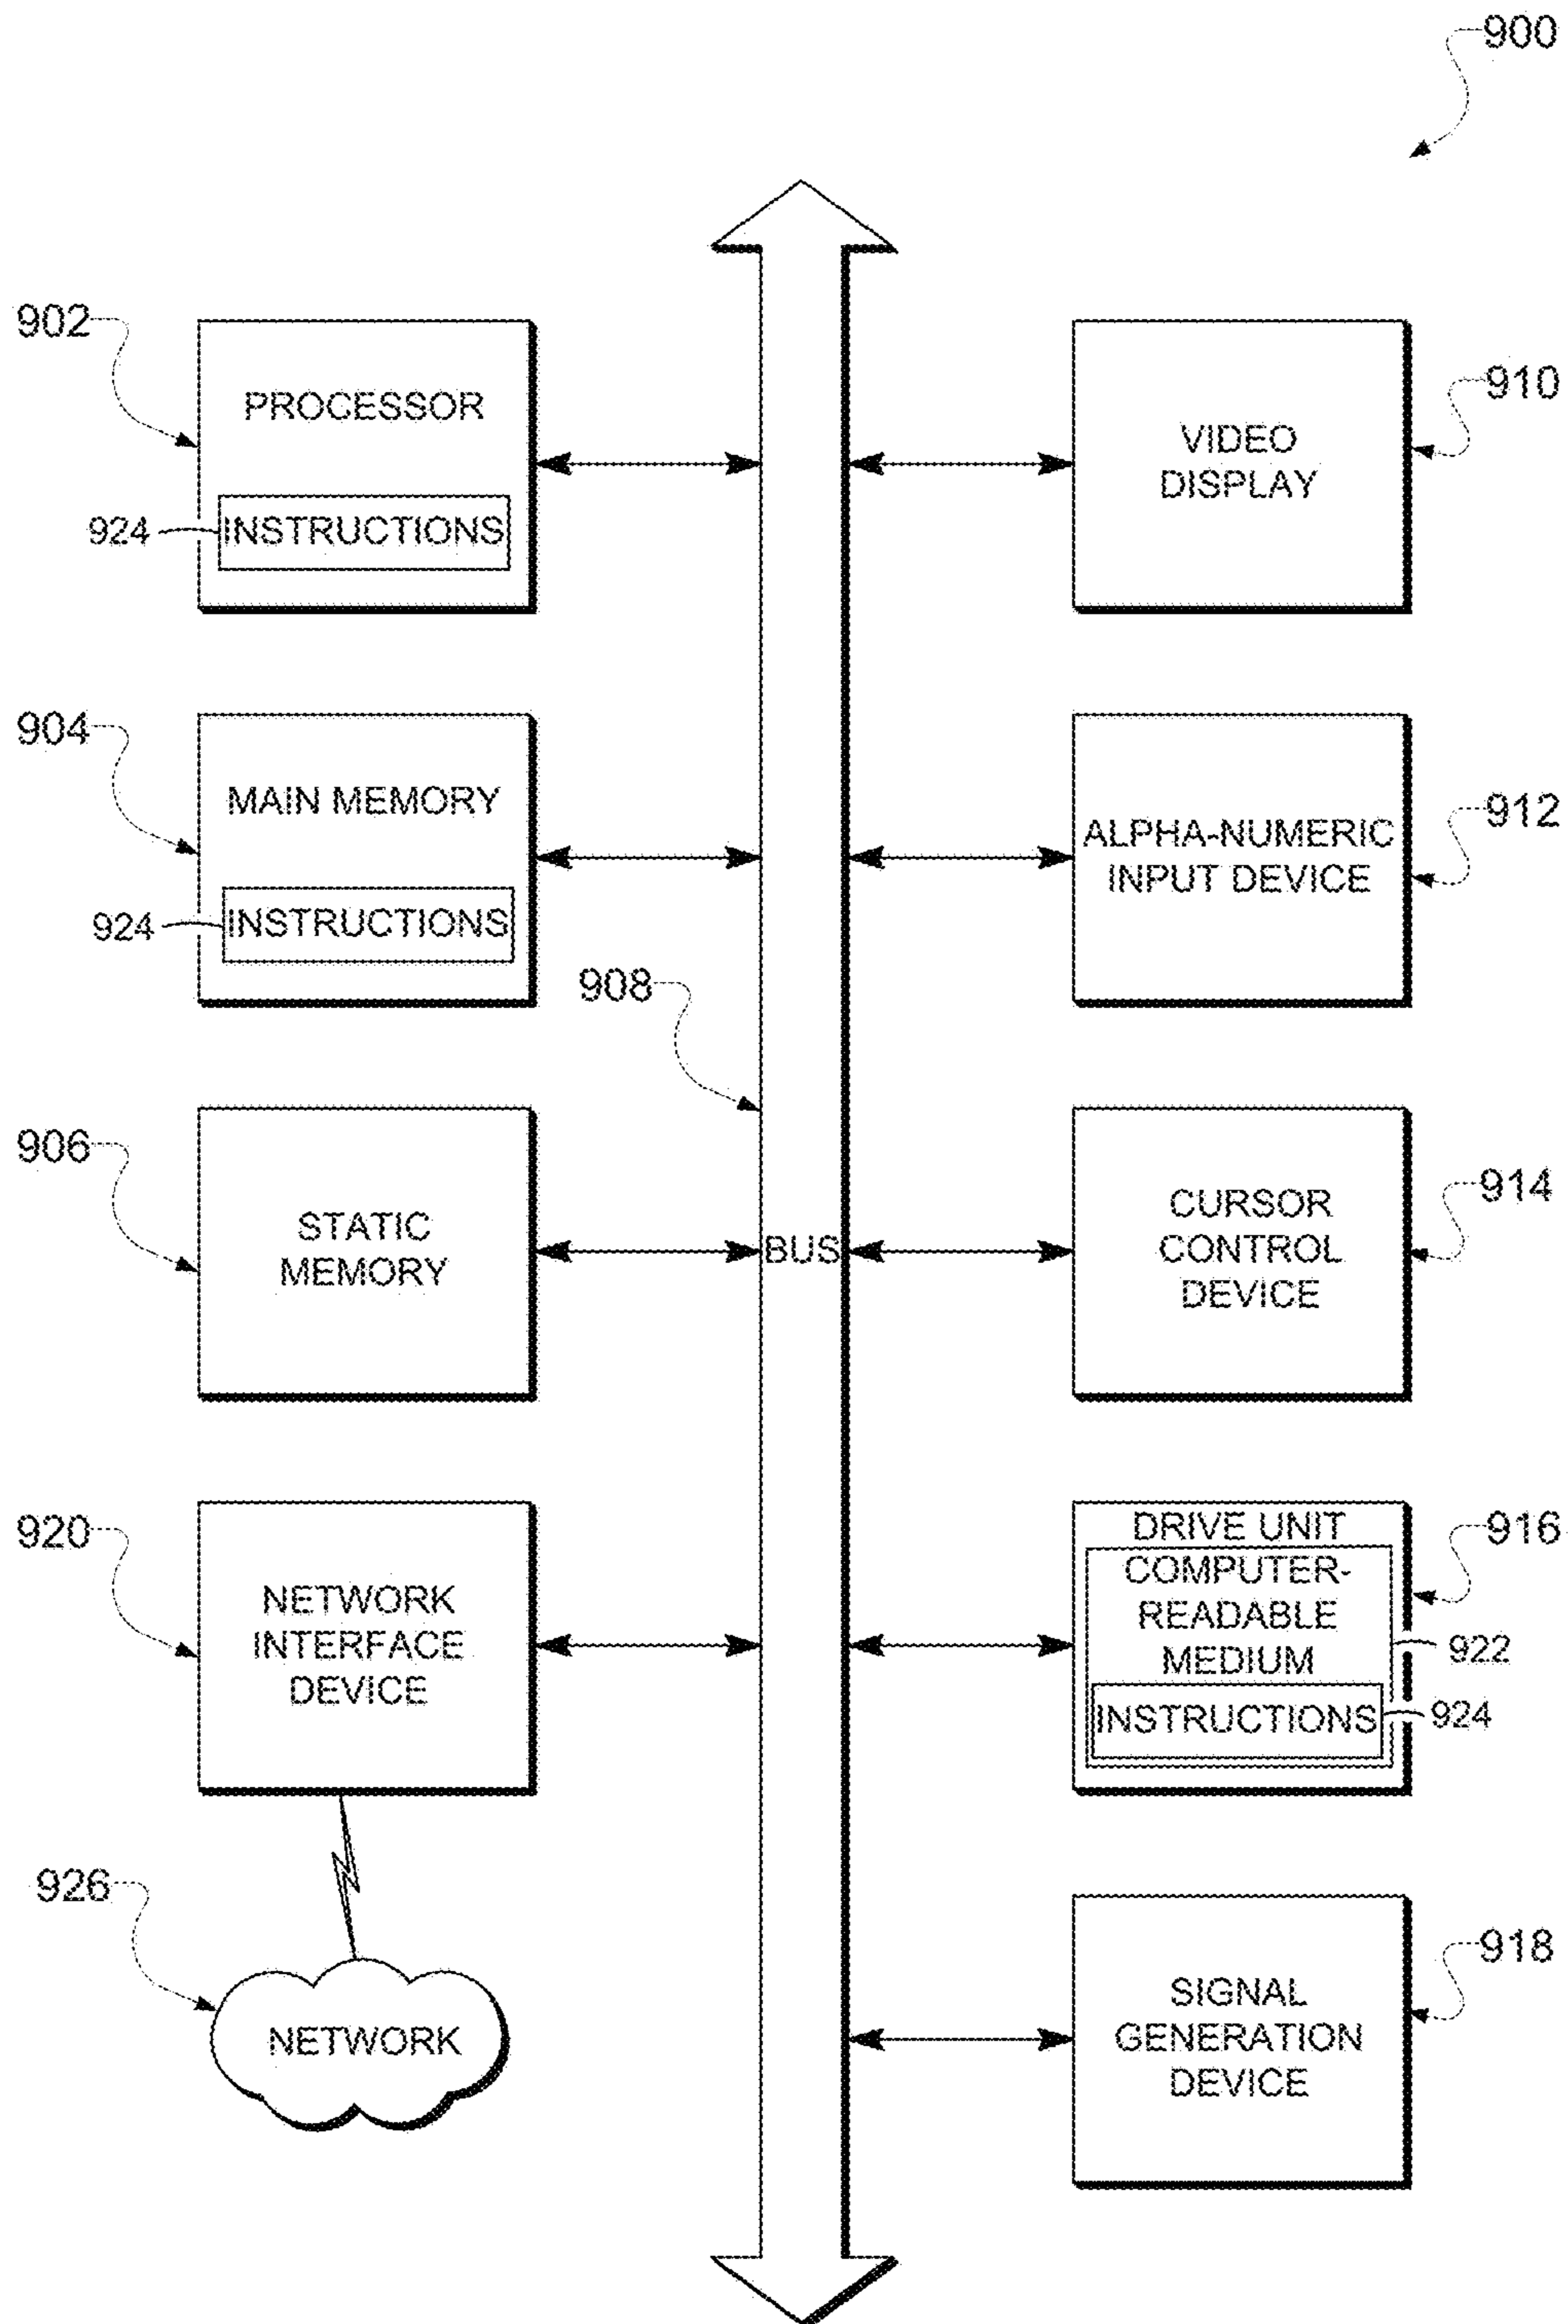 900
902
PROCESSOR
924
INSTRUCTIONS
910
VIDEO
DISPLAY
904
MAIN MEMORY
924
INSTRUCTIONS
912
ALPHA-NUMERIC
INPUT DEVICE
908
BUS
906
STATIC
MEMORY
914
CURSOR
CONTROL
DEVICE
920
NETWORK
INTERFACE
DEVICE
916
DRIVE UNIT
COMPUTER-
READABLE
MEDIUM
922
INSTRUCTIONS
924
926
NETWORK
918
SIGNAL
GENERATION
DEVICE